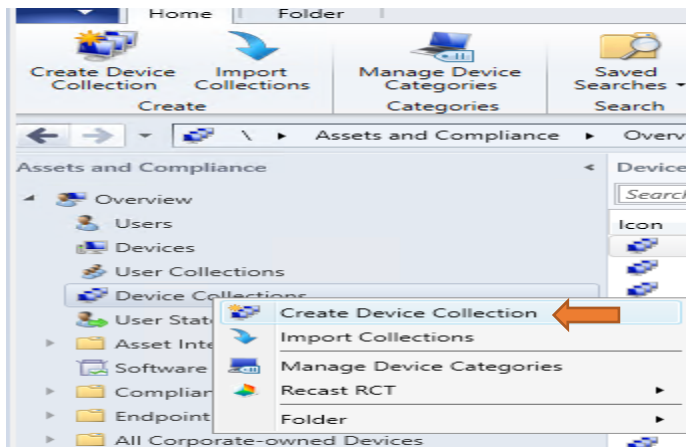 Home Folder
Create Device Collection
Import Collections
Manage Device Categories
Saved Searches
Create Categories Search
\ Assets and Compliance Overv
Assets and Compliance < Device
Overview Search
Users Icon
Devices
User Collections
Device Collections
User Stat Create Device Collection
Asset Inte Import Collections
Software Manage Device Categories
Complian Recast RCT
Endpoint Folder
All Corporate-owned Devices